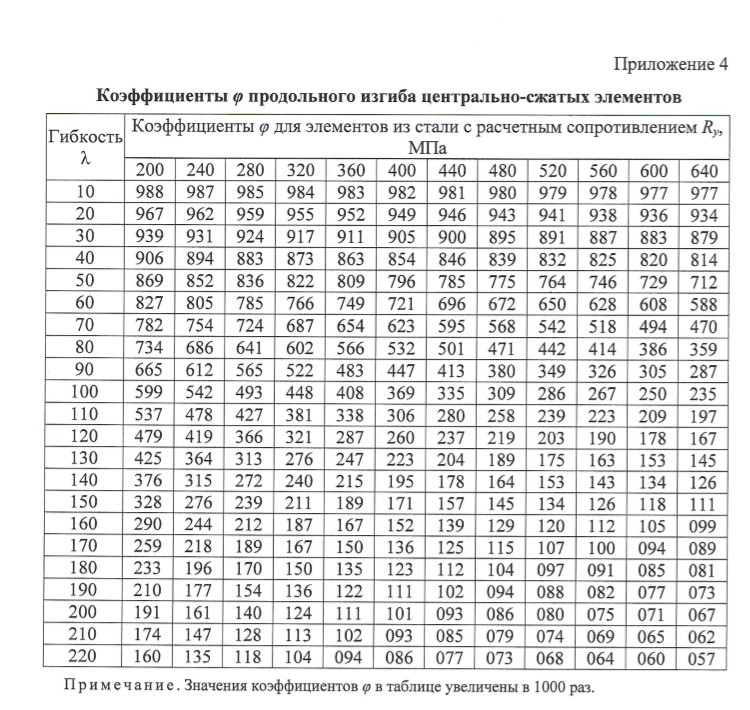 Приложение 4
Коэффициенты φ продольного изгиба центрально-сжатых элементов
Гибкость λ
Коэффициенты φ для элементов из стали с расчетным сопротивлением Ry,
МПа
200 240 280 320 360 400 440 480 520 560 600 640
10 988 987 985 984 983 982 981 980 979 978 977 977
20 967 962 959 955 952 949 946 943 941 938 936 934
30 939 931 924 917 911 905 900 895 891 887 883 879
40 906 894 883 873 863 854 846 839 832 825 820 814
50 869 852 836 822 809 796 785 775 764 746 729 712
60 827 805 785 766 749 721 696 672 650 628 608 588
70 782 754 724 687 654 623 595 568 542 518 494 470
80 734 686 641 602 566 532 501 471 442 414 386 359
90 665 612 565 522 483 447 413 380 349 326 305 287
100 599 542 493 448 408 369 335 309 286 267 250 235
110 537 478 427 381 338 306 280 258 239 223 209 197
120 479 419 366 321 287 260 237 219 203 190 178 167
130 425 364 313 276 247 223 204 189 175 163 153 145
140 376 315 272 240 215 195 178 164 153 143 134 126
150 328 276 239 211 189 171 157 145 134 126 118 111
160 290 244 212 187 167 152 139 129 120 112 105 099
170 259 218 189 167 150 136 125 115 107 100 094 089
180 233 196 170 150 135 123 112 104 097 091 085 081
190 210 177 154 136 122 111 102 094 088 082 077 073
200 191 161 140 124 111 101 093 086 080 075 071 067
210 174 147 128 113 102 093 085 079 074 069 065 062
220 160 135 118 104 094 086 077 073 068 064 060 057
Примечание. Значения коэффициентов φ в таблице увеличены в 1000 раз.